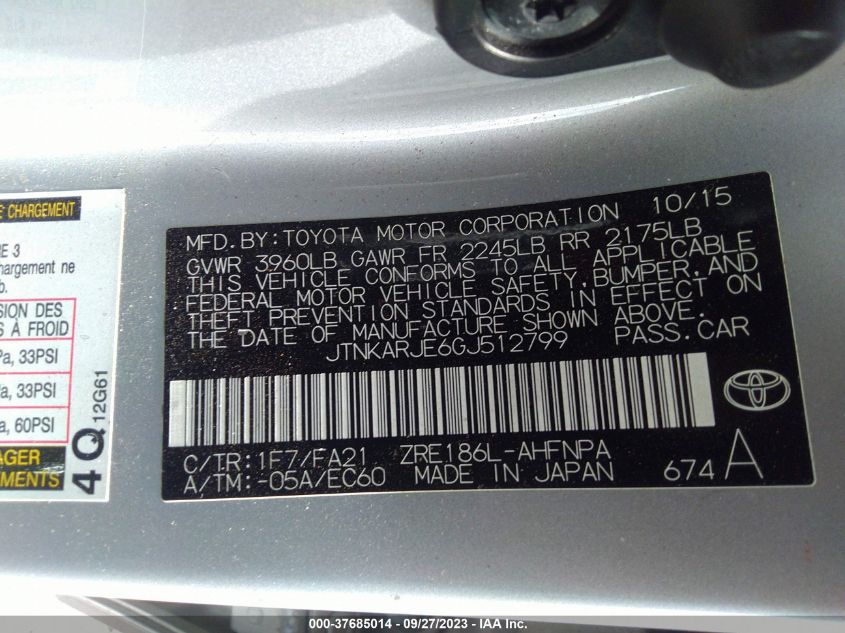 E CHARGEMENT
E 3
hargement ne
b.
SION DES
S À FROID
Pa, 33PSI
a, 33PSI
a, 60PSI
AGER
EMENTS
4Q 12G61
MFD. BY: TOYOTA MOTOR CORPORATION 10/15
GVWR 3960LB GAWR FR 2245LB RR 2175LB
THIS VEHICLE CONFORMS TO ALL APPLICABLE
FEDERAL MOTOR VEHICLE SAFETY, BUMPER, AND
THEFT PREVENTION STANDARDS IN EFFECT ON
THE DATE OF MANUFACTURE SHOWN ABOVE.
JTNKARJE6GJ512799 PASS. CAR
C/TR: 1F7/FA21 ZRE186L-AHFNPA
A/TM: -05A/EC60 MADE IN JAPAN 674 A
TOYOTA
000-37685014 - 09/27/2023 - IAA Inc.